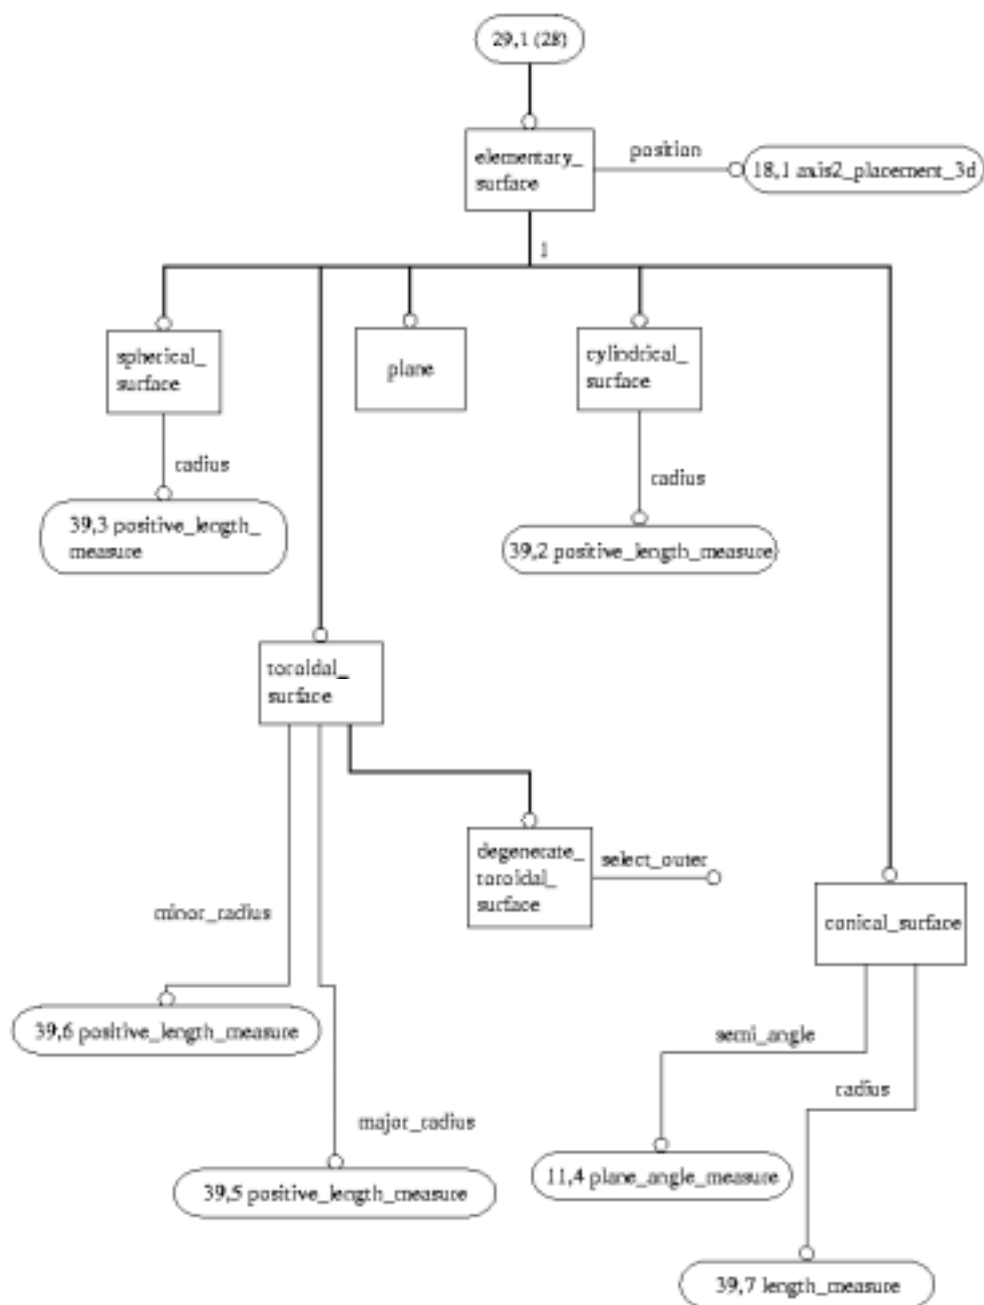 29,1 (28)
elementary_
surface
position
18,1 axis2_placement_3d
1
spherical_
surface
plane
cylindrical_
surface
radius
radius
39,3 positive_length_
measure
39,2 positive_length_measure
toroidal_
surface
degenerate_
toroidal_
surface
select_outer
minor_radius
conical_surface
39,6 positive_length_measure
semi_angle
radius
major_radius
11,4 plane_angle_measure
39,5 positive_length_measure
39,7 length_measure